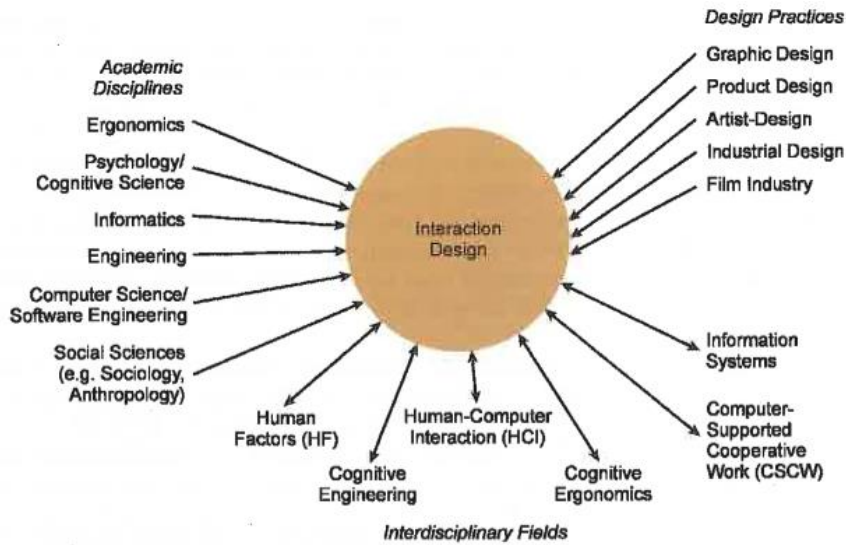 Academic
Disciplines
Ergonomics
Psychology/
Cognitive Science
Informatics
Engineering
Computer Science/
Software Engineering
Social Sciences
(e.g. Sociology,
Anthropology)
Design Practices
Graphic Design
Product Design
Artist-Design
Industrial Design
Film Industry
Interaction
Design
Information
Systems
Computer-
Supported
Cooperative
Work (CSCW)
Human
Factors (HF)
Cognitive
Engineering
Human-Computer
Interaction (HCI)
Cognitive
Ergonomics
Interdisciplinary Fields